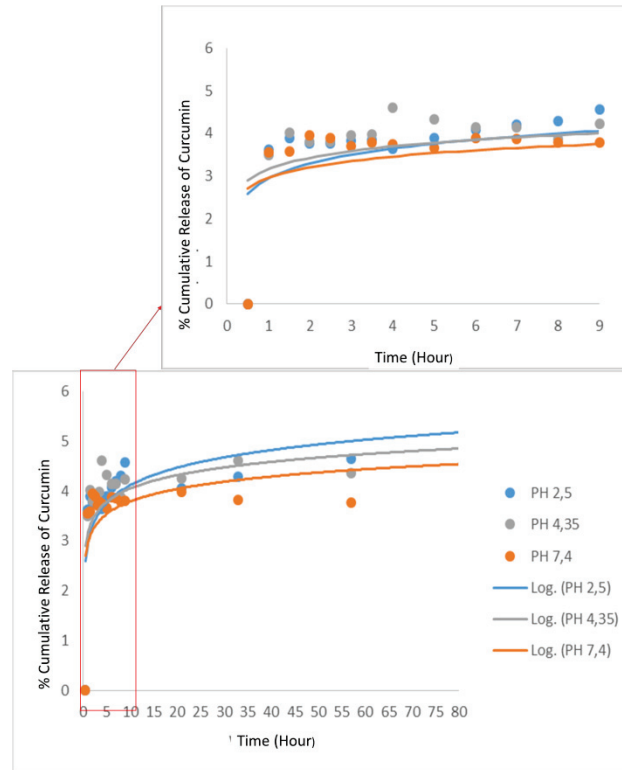 6
5
4
3
2
1
0
% Cumulative Release of Curcumin
0 1 2 3 4 5 6 7 8 9
Time (Hour)
6
5
4
3
2
1
0
% Cumulative Release of Curcumin
0 5 10 15 20 25 30 35 40 45 50 55 60 65 70 75 80
Time (Hour)
PH 2,5
PH 4,35
PH 7,4
Log. (PH 2,5)
Log. (PH 4,35)
Log. (PH 7,4)